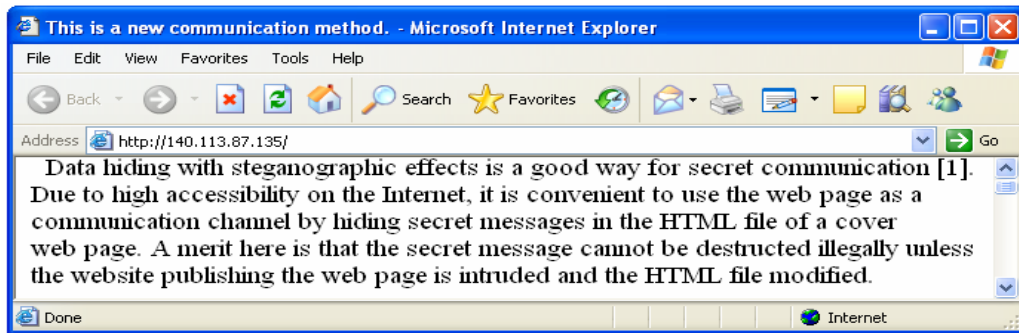 This is a new communication method. - Microsoft Internet Explorer
File Edit View Favorites Tools Help
Back Search Favorites
Address http://140.113.87.135/ Go
Data hiding with steganographic effects is a good way for secret communication [1].
Due to high accessibility on the Internet, it is convenient to use the web page as a
communication channel by hiding secret messages in the HTML file of a cover
web page. A merit here is that the secret message cannot be destructed illegally unless
the website publishing the web page is intruded and the HTML file modified.
Done Internet